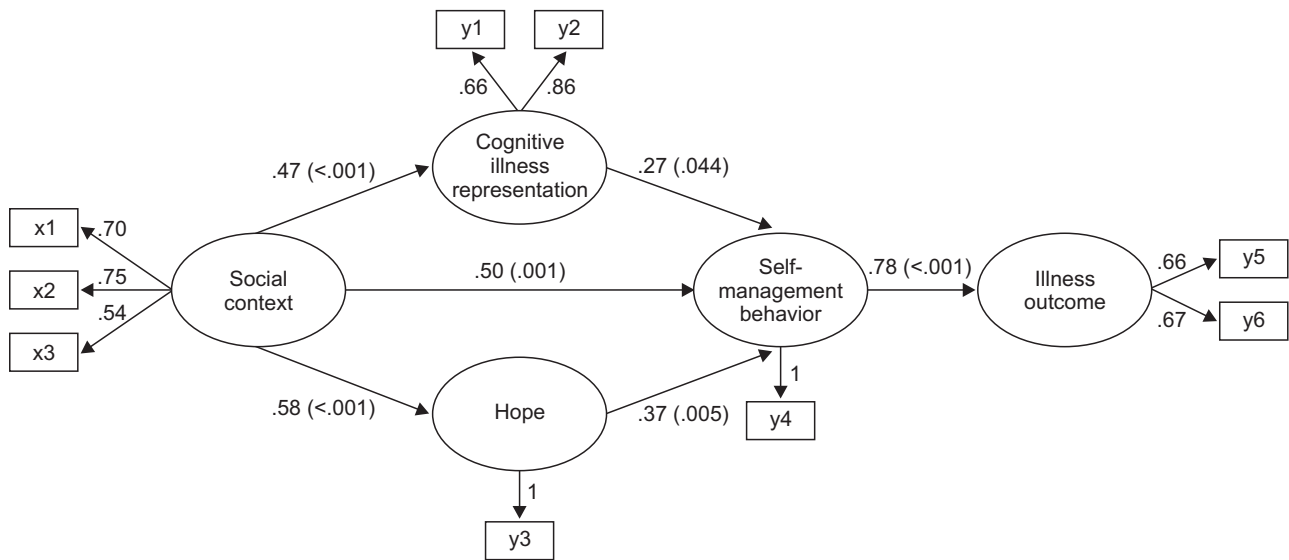 y1
y2
.66
.86
Cognitive
illness
representation
.47 (<.001)
.27 (.044)
x1
.70
x2
.75
x3
.54
Social
context
.50 (.001)
Self-
management
behavior
.78 (<.001)
Illness
outcome
.66
y5
.67
y6
.58 (<.001)
Hope
.37 (.005)
1
y4
1
y3